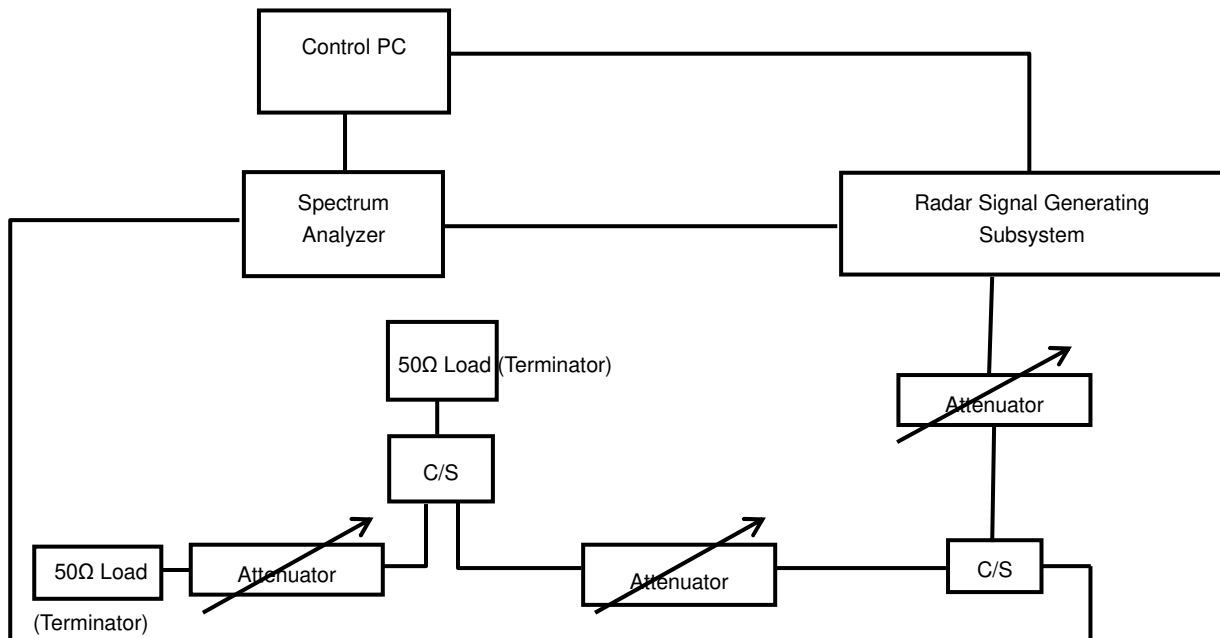 Control PC
Spectrum
Analyzer
Radar Signal Generating
Subsystem
50Ω Load (Terminator)
Attenuator
C/S
50Ω Load
(Terminator)
Attenuator
Attenuator
C/S